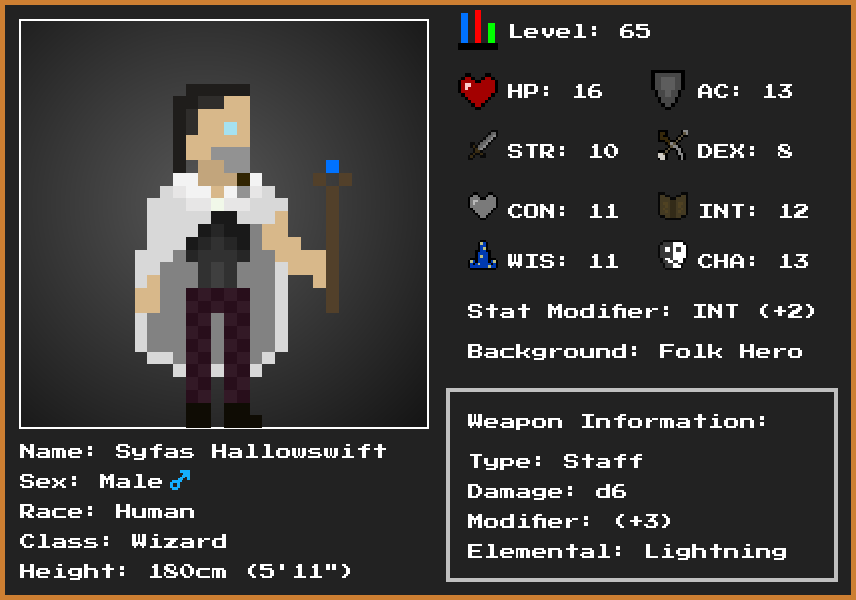 Level: 65
HP: 16
AC: 13
STR: 10
DEX: 8
CON: 11
INT: 12
WIS: 11
CHA: 13
Stat Modifier: INT (+2)
Background: Folk Hero
Weapon Information:
Type: Staff
Damage: d6
Modifier: (+3)
Elemental: Lightning
Name: Syfas Hallowswift
Sex: Male ♂
Race: Human
Class: Wizard
Height: 180cm (5'11")